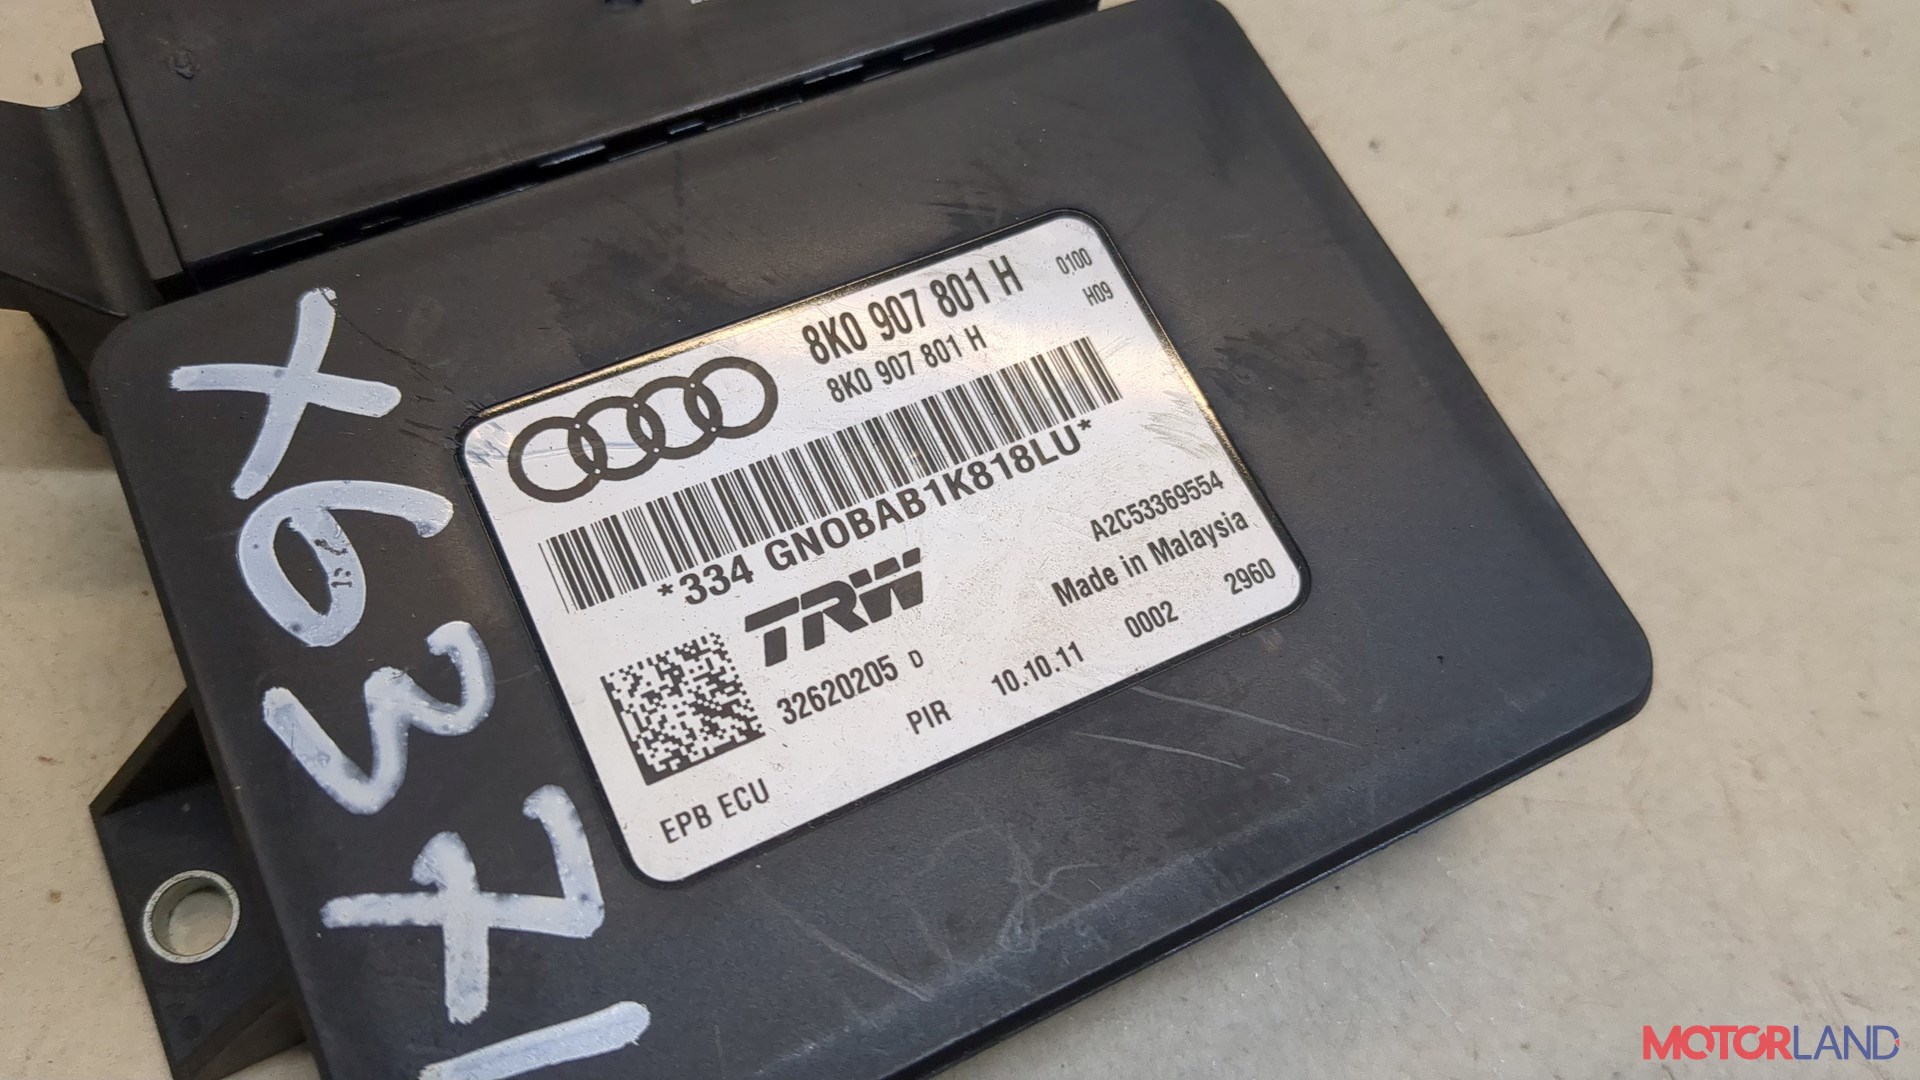 8K0 907 801 H 0100
8K0 907 801 H H09
*334 GNOBAB1K818LU*
TRW
A2C53369554
Made in Malaysia
32620205 D
PIR 10.10.11 0002 2960
EPB ECU
X6371
MOTORLAND